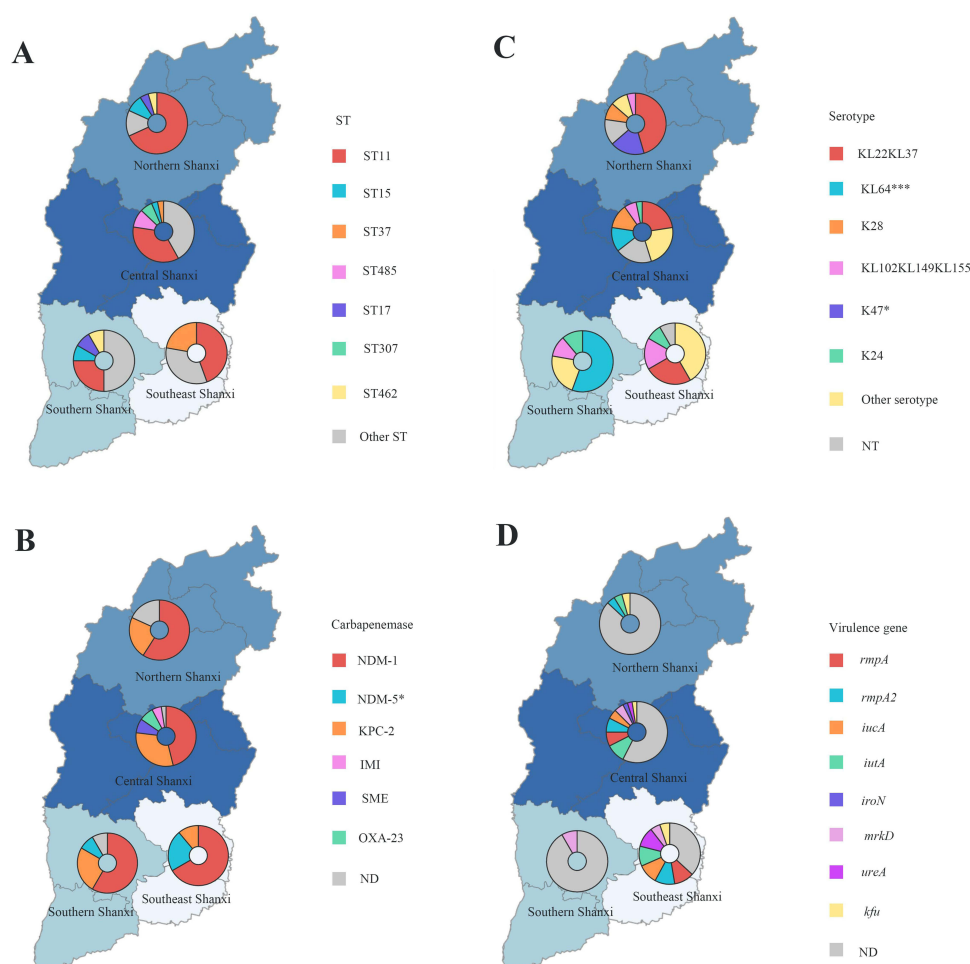 A
Northern Shanxi
Central Shanxi
Southern Shanxi
Southeast Shanxi
ST
ST11
ST15
ST37
ST485
ST17
ST307
ST462
Other ST
C
Northern Shanxi
Central Shanxi
Southern Shanxi
Southeast Shanxi
Serotype
KL22KL37
KL64***
K28
KL102KL149KL155
K47*
K24
Other serotype
NT
B
Northern Shanxi
Central Shanxi
Southern Shanxi
Southeast Shanxi
Carbapenemase
NDM-1
NDM-5*
KPC-2
IMI
SME
OXA-23
ND
D
Northern Shanxi
Central Shanxi
Southern Shanxi
Southeast Shanxi
Virulence gene
rmpA
rmpA2
iucA
iutA
iroN
mrkD
ureA
kfu
ND